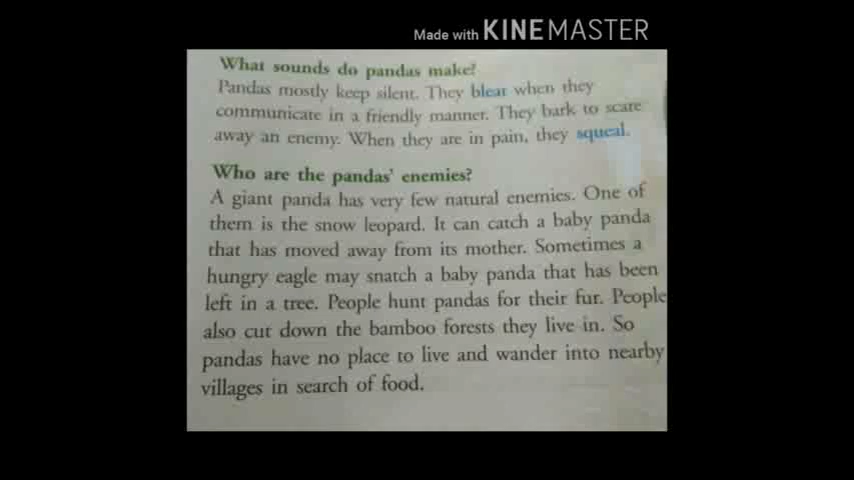 Made with KINEMASTER
What sounds do pandas make?
Pandas mostly keep silent. They bleat when they
communicate in a friendly manner. They bark to scare
away an enemy. When they are in pain, they squeal.
Who are the pandas' enemies?
A giant panda has very few natural enemies. One of
them is the snow leopard. It can catch a baby panda
that has moved away from its mother. Sometimes a
hungry eagle may snatch a baby panda that has been
left in a tree. People hunt pandas for their fur. People
also cut down the bamboo forests they live in. So
pandas have no place to live and wander into nearby
villages in search of food.